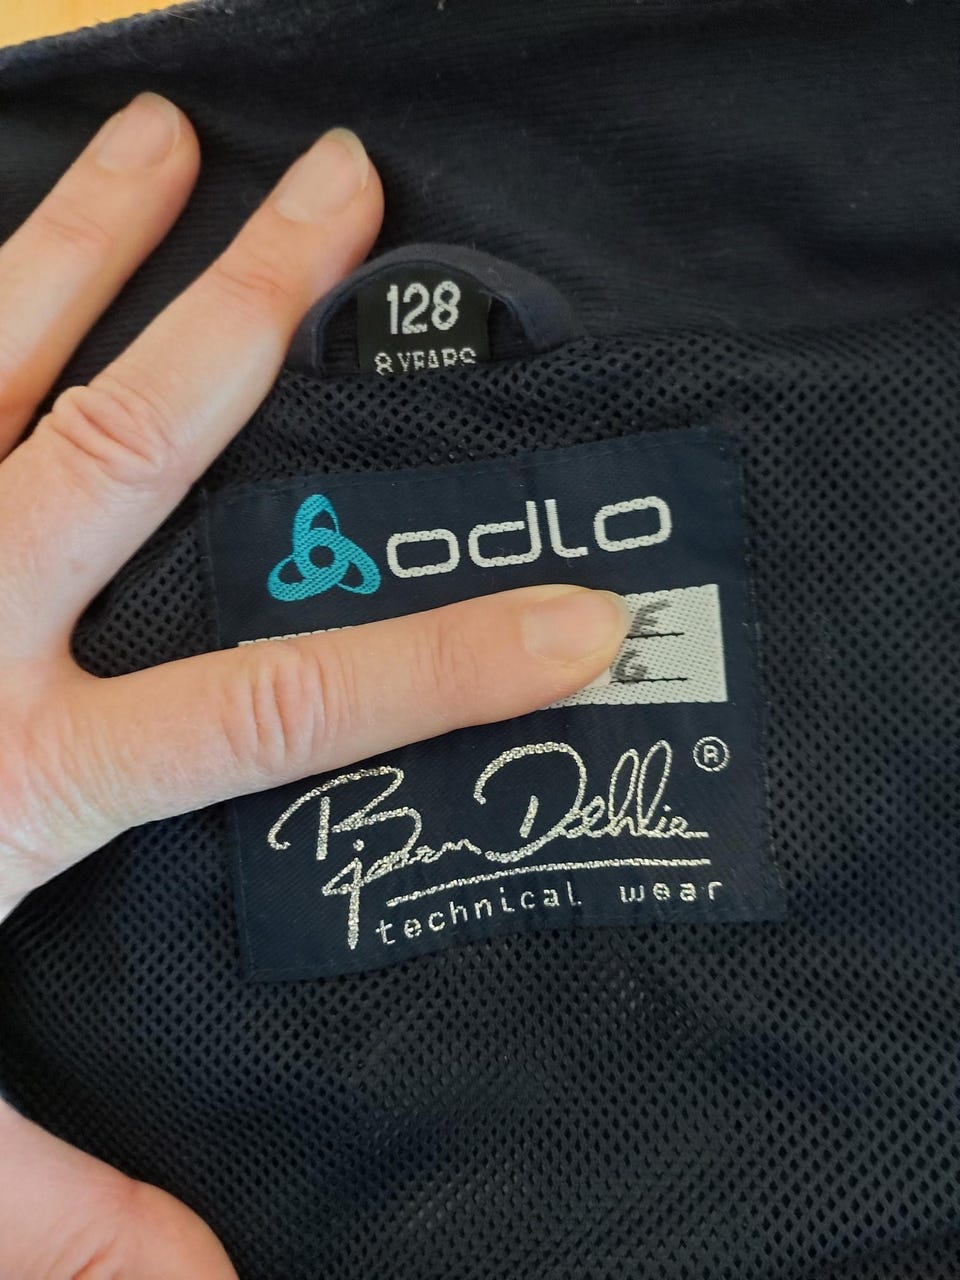 128
8 YEARS
odlo
Bjørn Dæhlie ®
technical wear